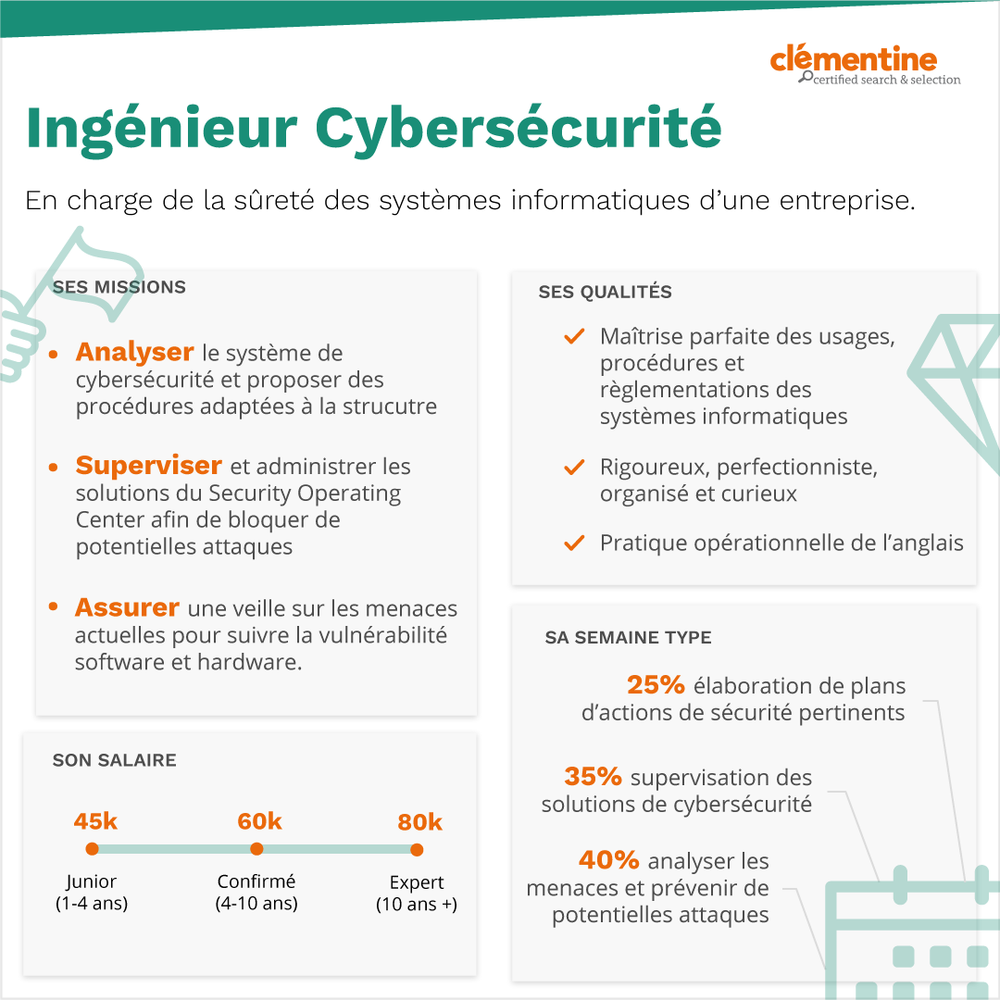 clémentine
certified search & selection
Ingénieur Cybersécurité
En charge de la sûreté des systèmes informatiques d’une entreprise.
SES MISSIONS
• Analyser le système de
cybersécurité et proposer des
procédures adaptées à la strucutre
• Superviser et administrer les
solutions du Security Operating
Center afin de bloquer de
potentielles attaques
• Assurer une veille sur les menaces
actuelles pour suivre la vulnérabilité
software et hardware.
SES QUALITÉS
Maîtrise parfaite des usages,
procédures et
règlementations des
systèmes informatiques
Rigoureux, perfectionniste,
organisé et curieux
Pratique opérationnelle de l’anglais
SON SALAIRE
45k 60k 80k
Junior Confirmé Expert
(1-4 ans) (4-10 ans) (10 ans +)
SA SEMAINE TYPE
25% élaboration de plans
d’actions de sécurité pertinents
35% supervisation des
solutions de cybersécurité
40% analyser les
menaces et prévenir de
potentielles attaques